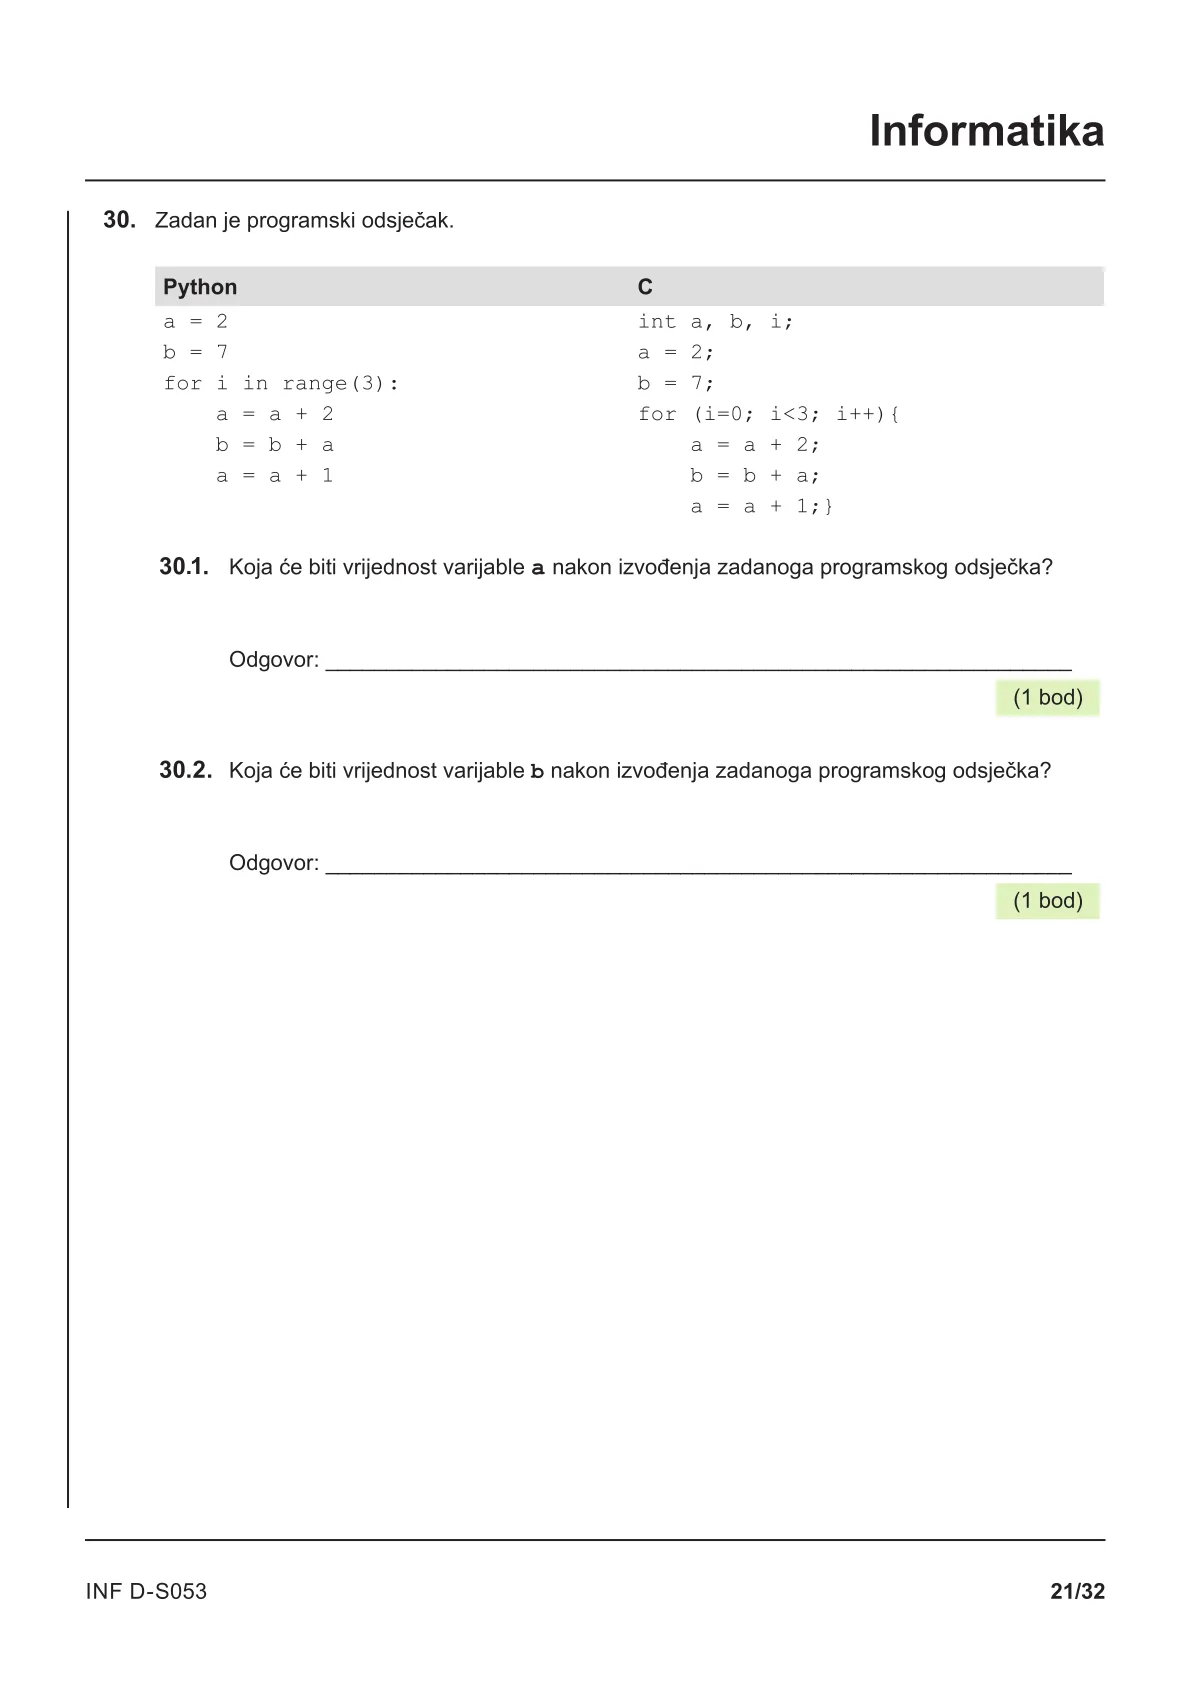 Informatika
30. Zadan je programski odsječak.
Python C
a = 2 int a, b, i;
b = 7 a = 2;
for i in range(3): b = 7;
a = a + 2 for (i=0; i<3; i++){
b = b + a a = a + 2;
a = a + 1 b = b + a;
a = a + 1;}
30.1. Koja će biti vrijednost varijable a nakon izvođenja zadanoga programskog odsječka?
Odgovor: ______________________________________________________________
(1 bod)
30.2. Koja će biti vrijednost varijable b nakon izvođenja zadanoga programskog odsječka?
Odgovor: ______________________________________________________________
(1 bod)
INF D-S053 21/32